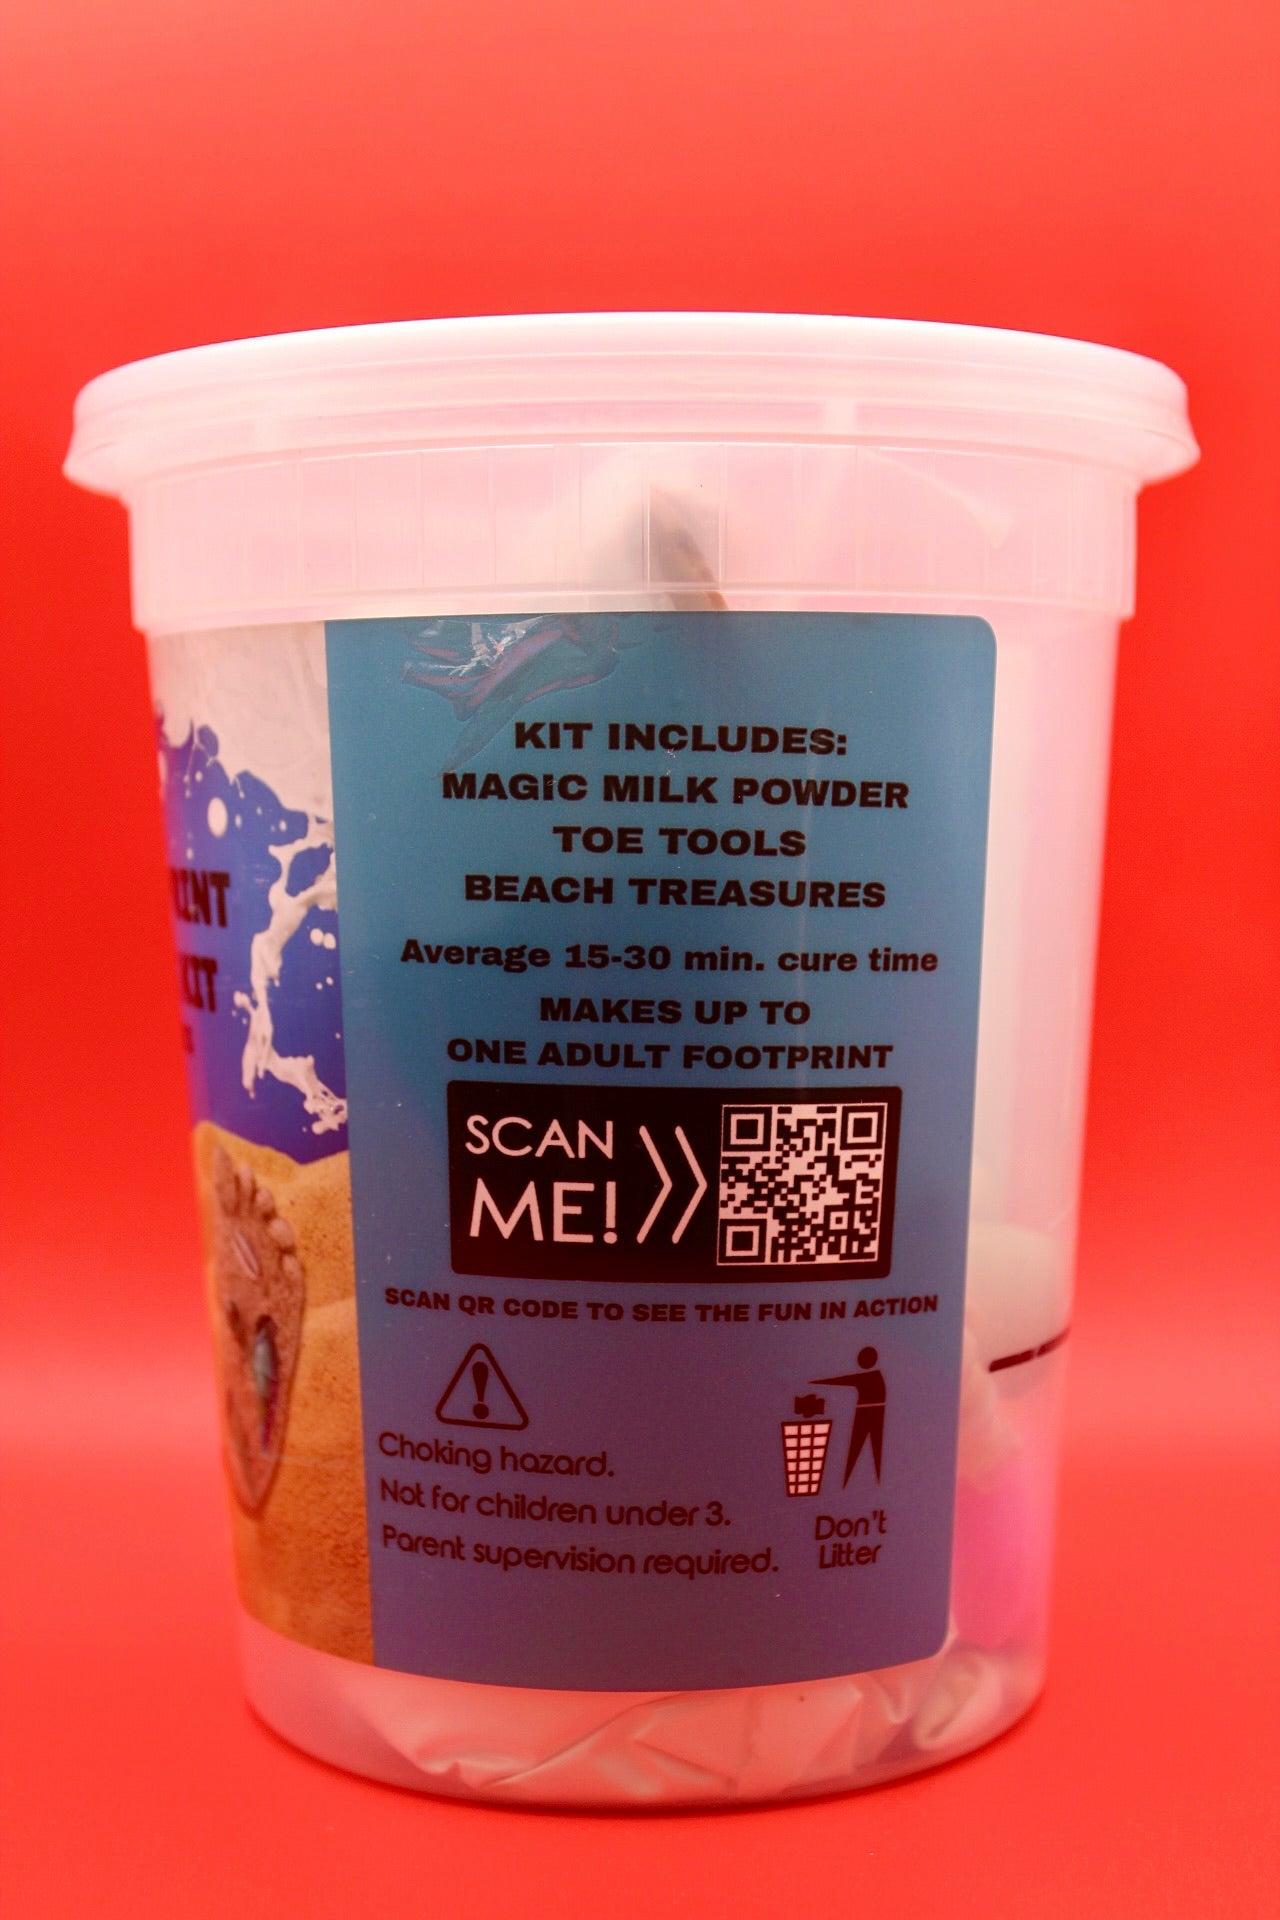 KIT
KIT INCLUDES:
MAGIC MILK POWDER
TOE TOOLS
BEACH TREASURES
Average 15-30 min. cure time
MAKES UP TO
ONE ADULT FOOTPRINT
SCAN
ME!
SCAN QR CODE TO SEE THE FUN IN ACTION
Choking hazard.
Not for children under 3.
Parent supervision required.
Don't
Litter